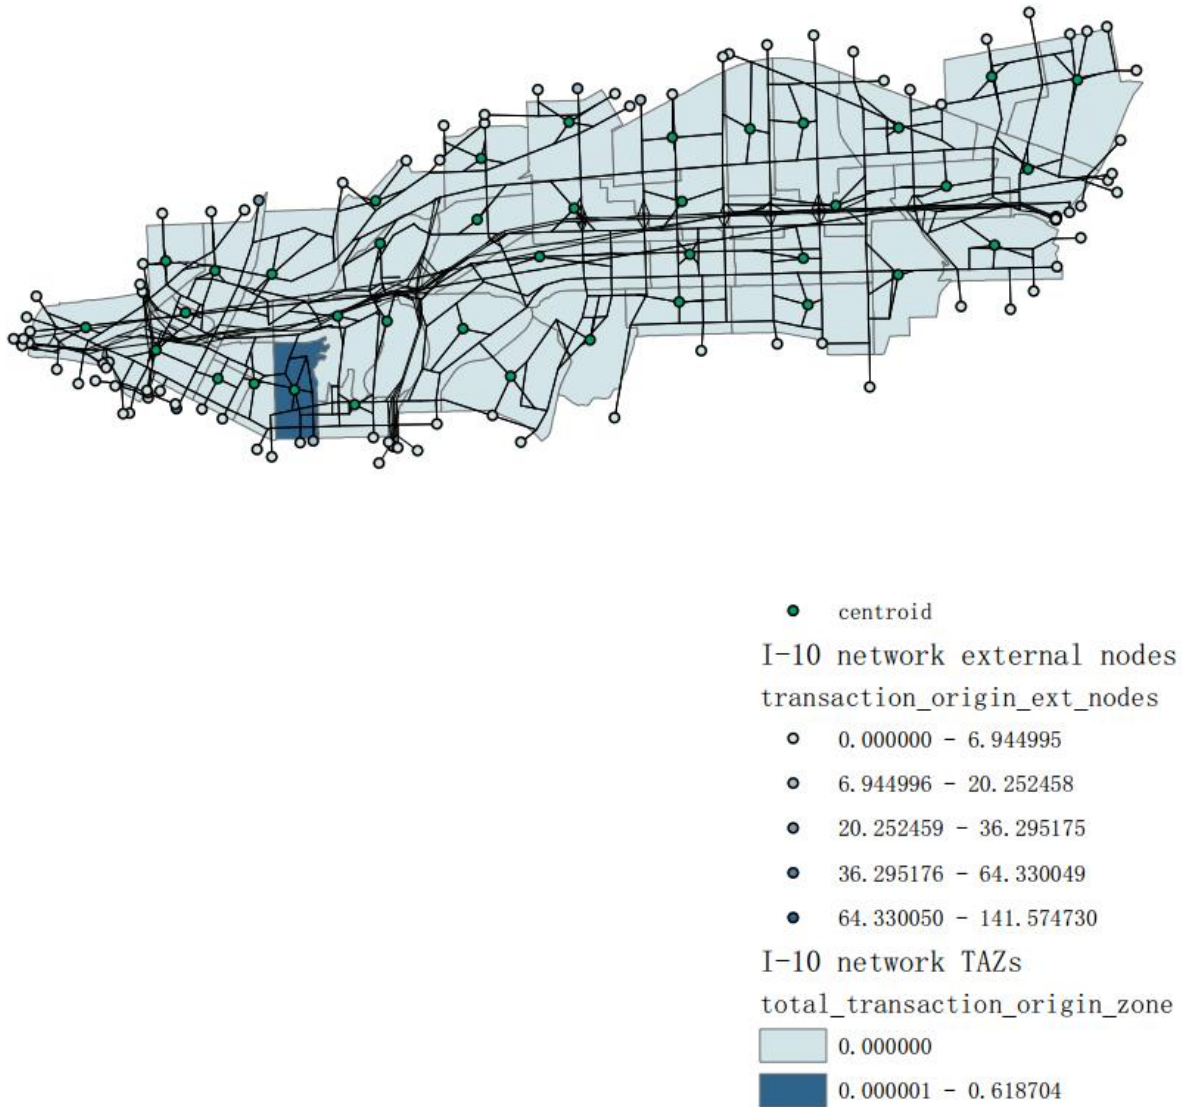 centroid
I-10 network external nodes
transaction_origin_ext_nodes
0.000000 - 6.944995
6.944996 - 20.252458
20.252459 - 36.295175
36.295176 - 64.330049
64.330050 - 141.574730
I-10 network TAZs
total_transaction_origin_zone
0.000000
0.000001 - 0.618704